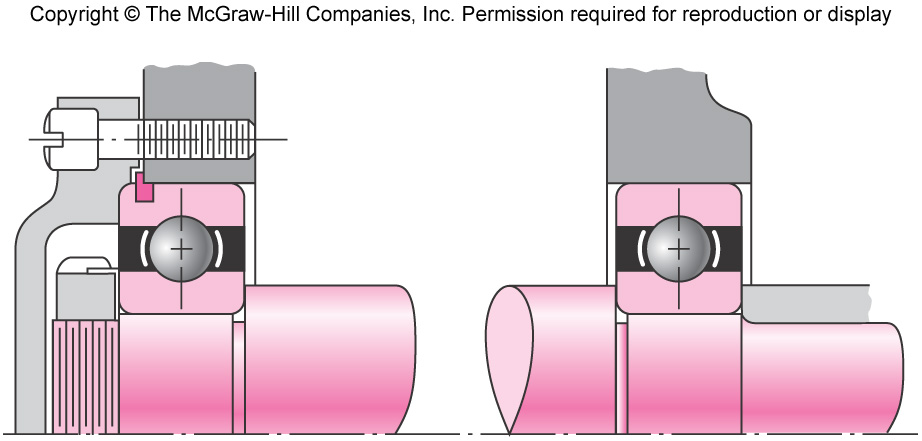 Copyright © The McGraw-Hill Companies, Inc. Permission required for reproduction or display